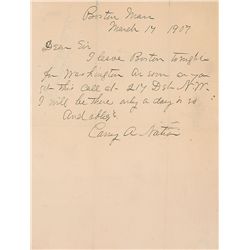 Boston Mass
March 14 1907
Dear Sir
I leave Boston tonight
for Washington As soon as you
get this call at 217 Dst. N.W.
I will be there only a day or so
And oblige
Carry A Nation